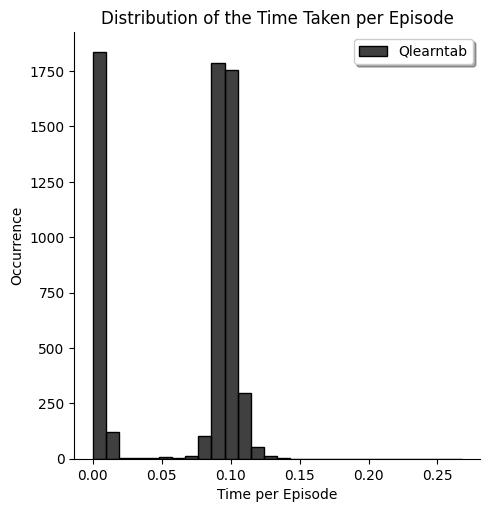 Distribution of the Time Taken per Episode
Qlearntab
1750
1500
1250
1000
750
500
250
0
Occurrence
0.00 0.05 0.10 0.15 0.20 0.25
Time per Episode